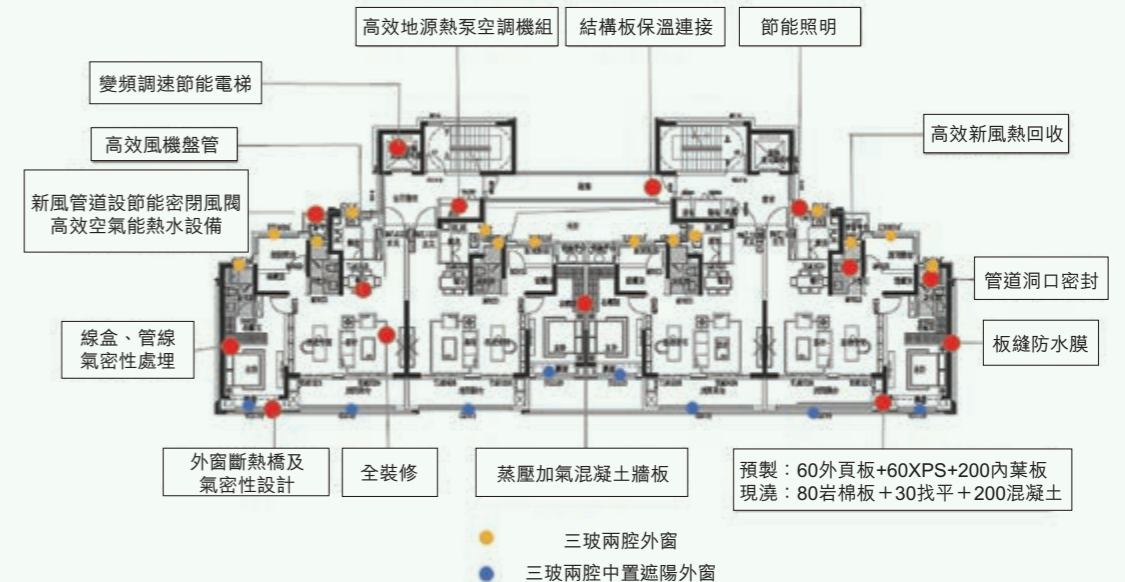 高效地源熱泵空調機組
結構板保溫連接
節能照明
變頻調速節能電梯
高效風機盤管
高效新風熱回收
新風管道設節能密閉風閥
高效空氣能熱水設備
管道洞口密封
線盒、管線
氣密性處埋
板縫防水膜
外窗斷熱橋及
氣密性設計
全裝修
蒸壓加氣混凝土牆板
預製：60外頁板+60XPS+200內葉板
現澆：80岩棉板＋30找平＋200混凝土
三玻兩腔外窗
三玻兩腔中置遮陽外窗